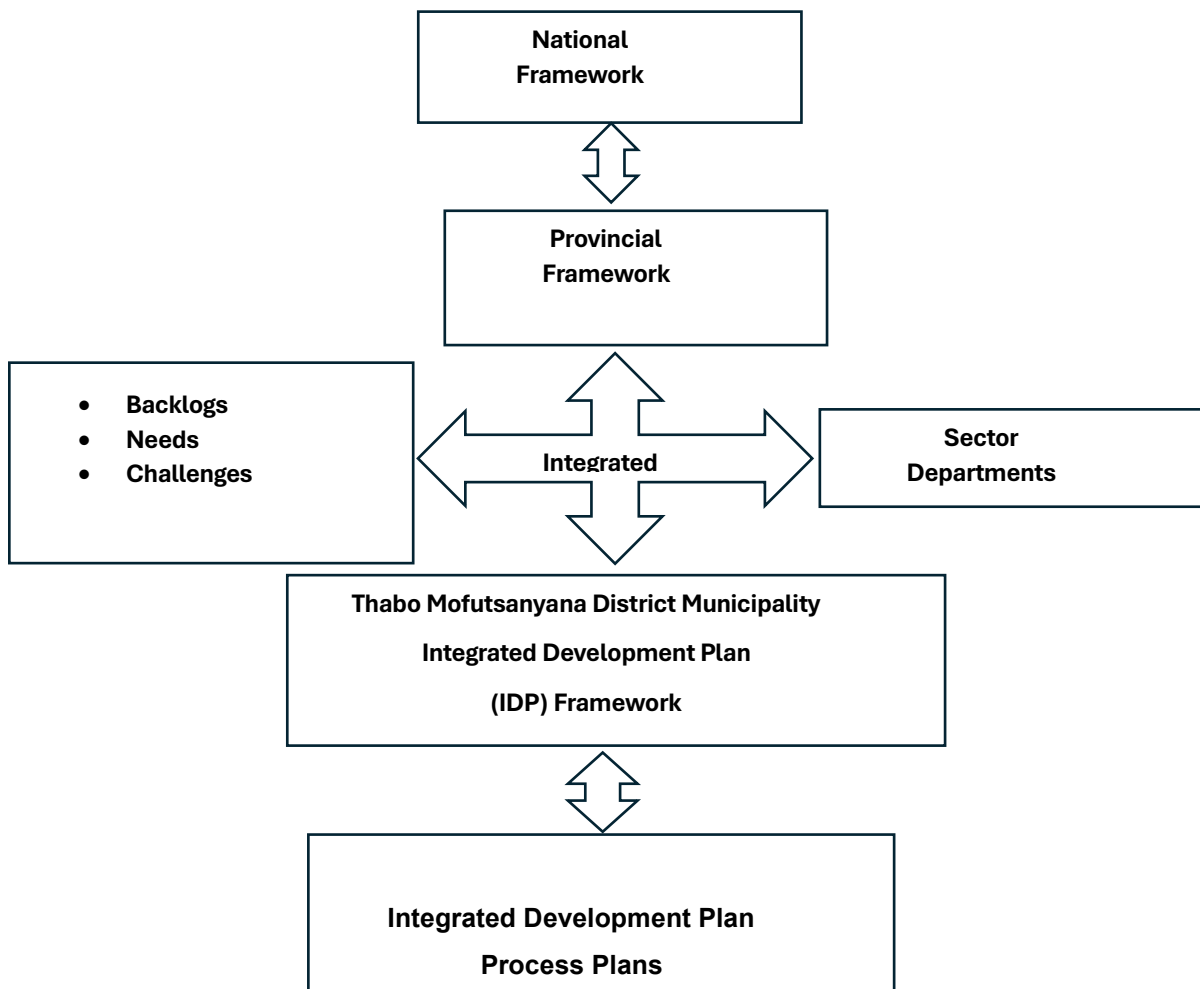 National
Framework
Provincial
Framework
• Backlogs
• Needs
• Challenges
Integrated
Sector
Departments
Thabo Mofutsanyana District Municipality
Integrated Development Plan
(IDP) Framework
Integrated Development Plan
Process Plans